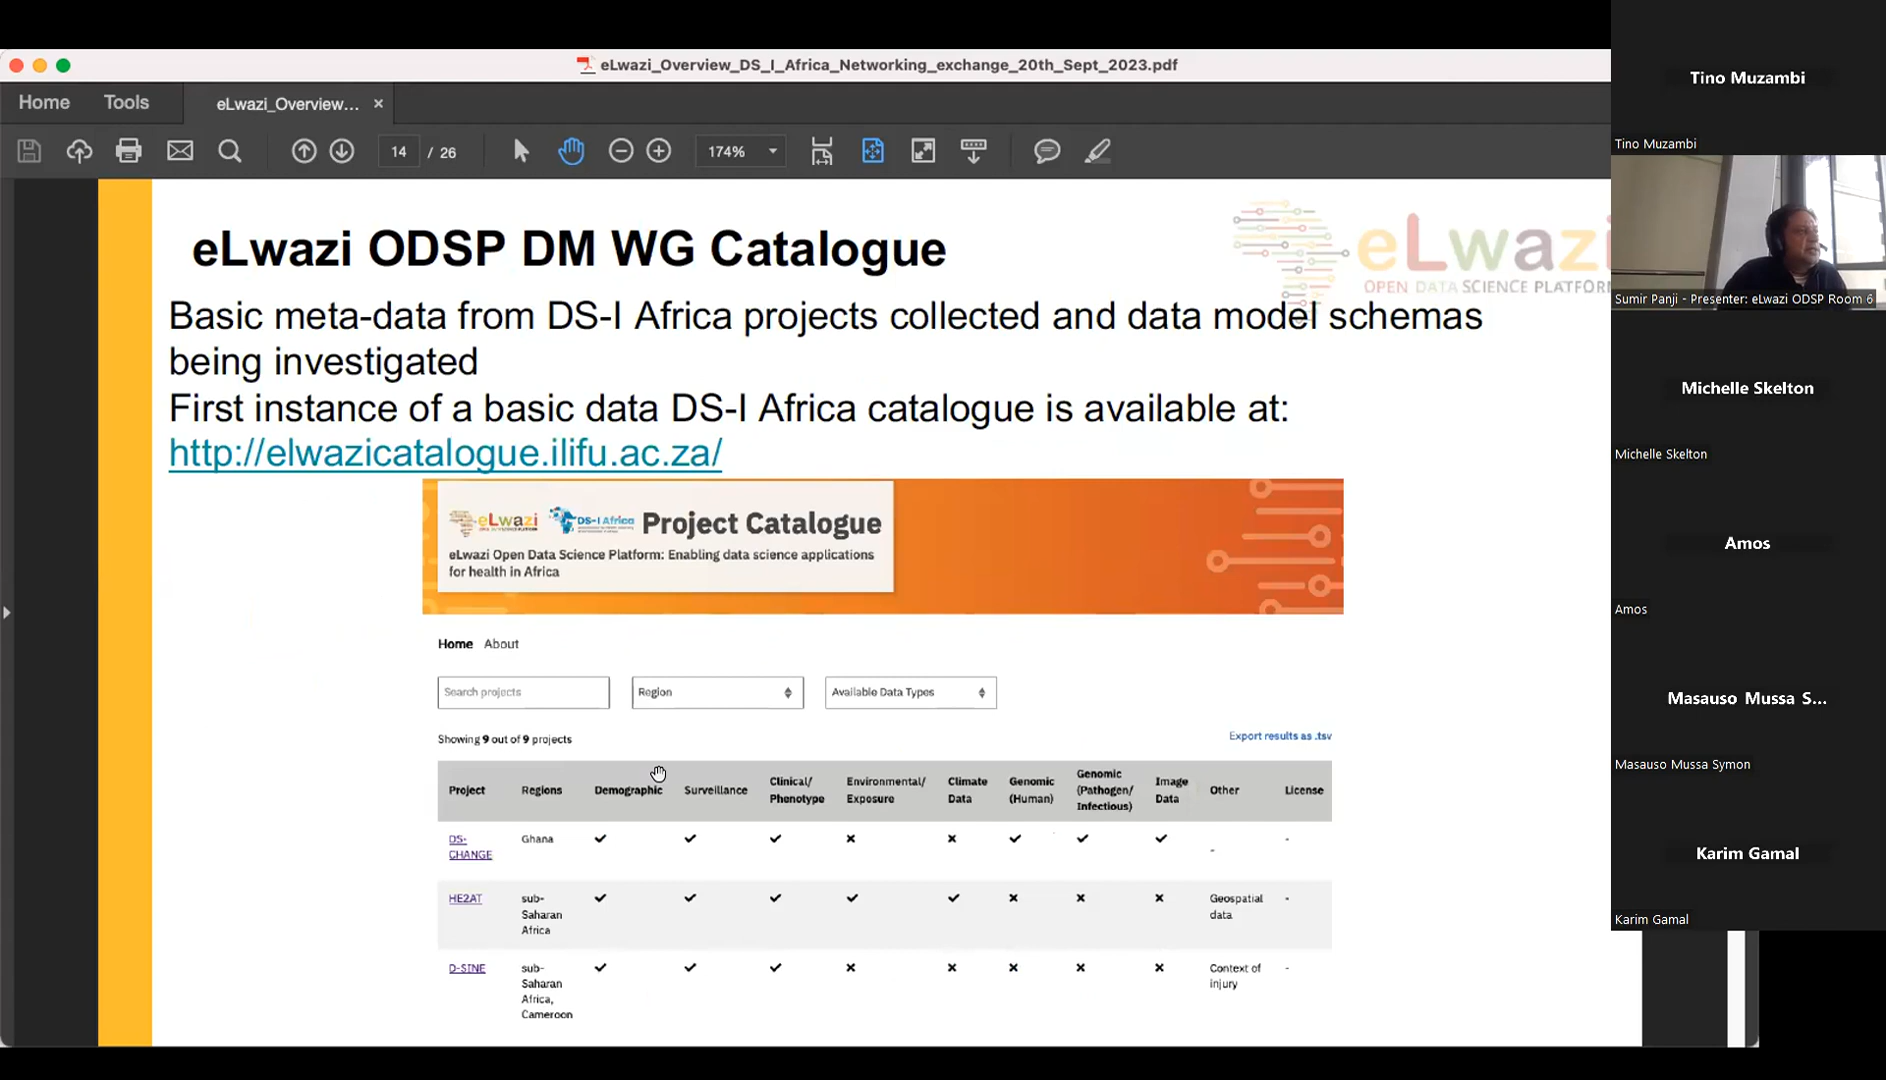 eLwazi_Overview_DS_I_Africa_Networking_exchange_20th_Sept_2023.pdf
Home Tools eLwazi_Overview... ×
14 / 26 174%
eLwazi ODSP DM WG Catalogue
eLwazi
OPEN DATA SCIENCE PLATFORM
Basic meta-data from DS-I Africa projects collected and data model schemas
being investigated
First instance of a basic data DS-I Africa catalogue is available at:
http://elwazicatalogue.ilifu.ac.za/
eLwazi DS-I Africa Project Catalogue
eLwazi Open Data Science Platform: Enabling data science applications
for health in Africa
Home About
Search projects Region Available Data Types
Showing 9 out of 9 projects Export results as .tsv
Project Regions Demographic Surveillance Clinical/ Phenotype Environmental/ Exposure Climate Data Genomic (Human) Genomic (Pathogen/ Infectious) Image Data Other License
DS-CHANGE Ghana ✓ ✓ ✓ × × ✓ ✓ ✓ - -
HE2AT sub-Saharan Africa ✓ ✓ ✓ ✓ ✓ × × × Geospatial data -
D-SINE sub-Saharan Africa, Cameroon ✓ ✓ ✓ × × × × × Context of injury -
Tino Muzambi
Tino Muzambi
Sumir Panji - Presenter: eLwazi ODSP Room 6
Michelle Skelton
Michelle Skelton
Amos
Amos
Masauso Mussa S...
Masauso Mussa Symon
Karim Gamal
Karim Gamal